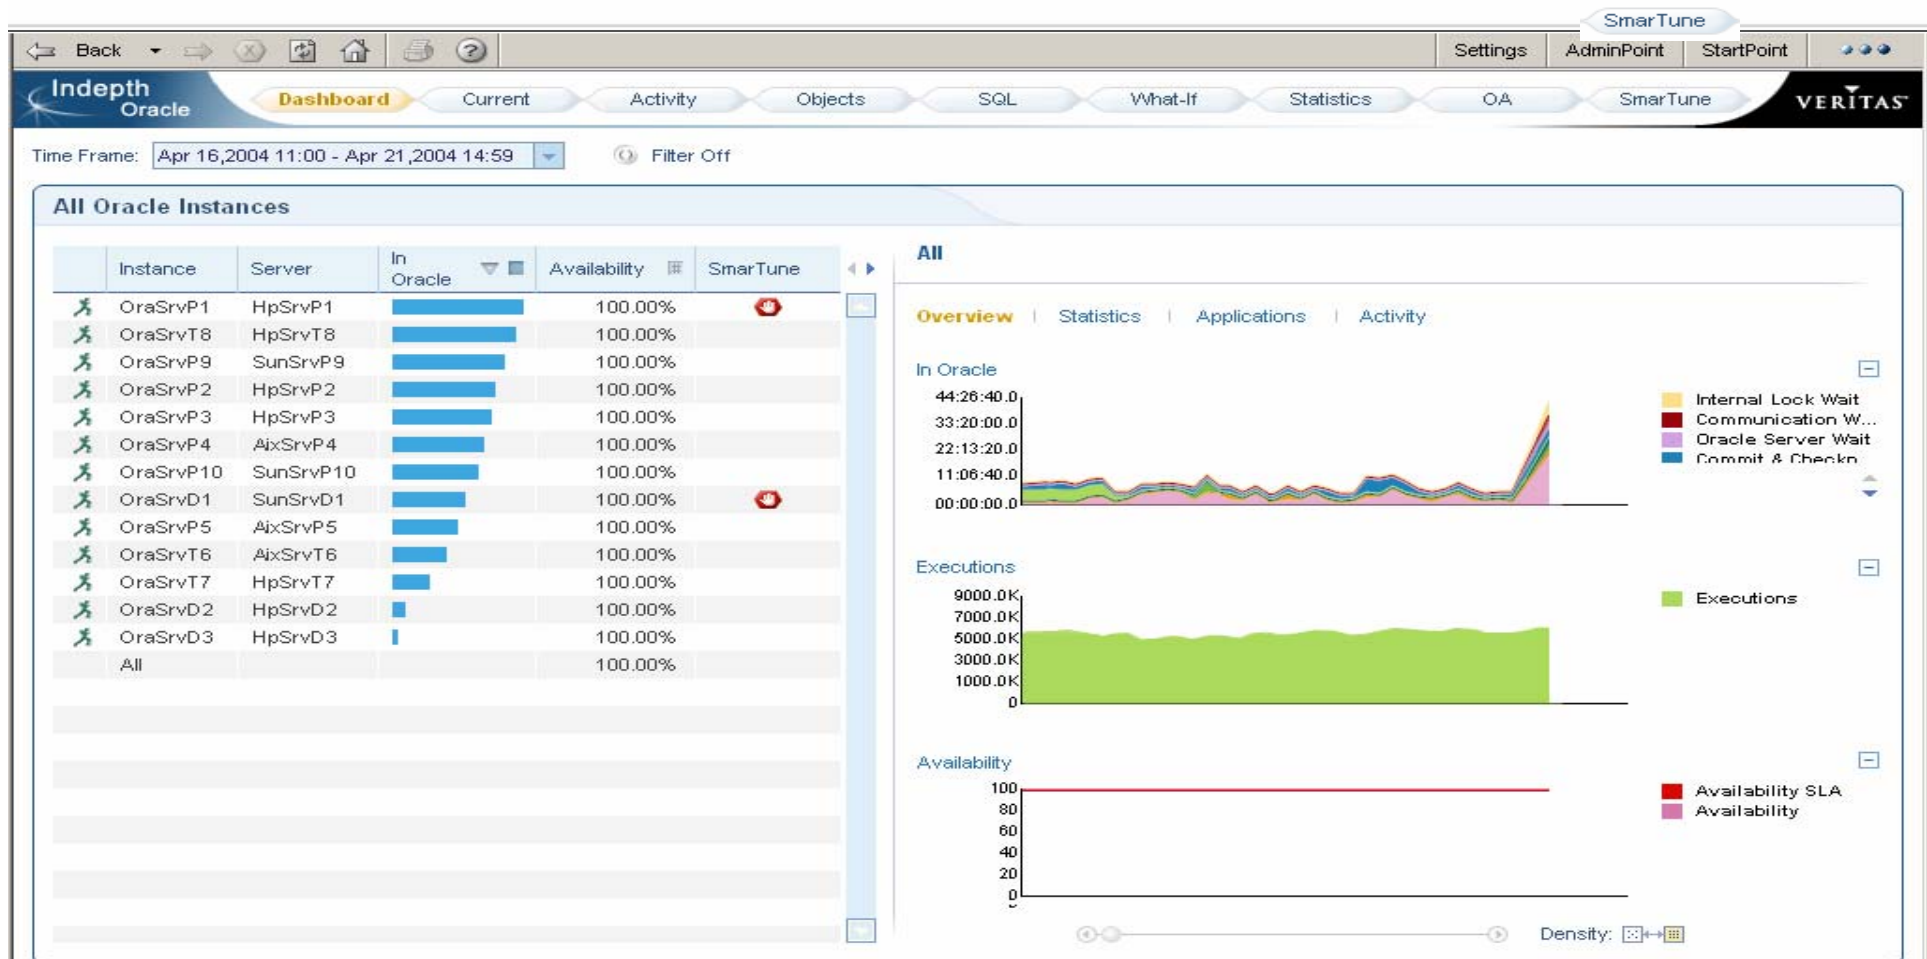 SmarTune
Back
Settings AdminPoint StartPoint
Indepth Oracle
Dashboard Current Activity Objects SQL What-If Statistics OA SmarTune
VERITAS
Time Frame: Apr 16,2004 11:00 - Apr 21,2004 14:59 Filter Off
All Oracle Instances
Instance Server In Oracle Availability SmarTune
OraSrvP1 HpSrvP1 100.00%
OraSrvT8 HpSrvT8 100.00%
OraSrvP9 SunSrvP9 100.00%
OraSrvP2 HpSrvP2 100.00%
OraSrvP3 HpSrvP3 100.00%
OraSrvP4 AixSrvP4 100.00%
OraSrvP10 SunSrvP10 100.00%
OraSrvD1 SunSrvD1 100.00%
OraSrvP5 AixSrvP5 100.00%
OraSrvT6 AixSrvT6 100.00%
OraSrvT7 HpSrvT7 100.00%
OraSrvD2 HpSrvD2 100.00%
OraSrvD3 HpSrvD3 100.00%
All 100.00%
All
Overview Statistics Applications Activity
In Oracle
44:26:40.0
33:20:00.0
22:13:20.0
11:06:40.0
00:00:00.0
Internal Lock Wait
Communication W...
Oracle Server Wait
Commit & Checkp
Executions
9000.0K
7000.0K
5000.0K
3000.0K
1000.0K
0
Executions
Availability
100
80
60
40
20
0
Availability SLA
Availability
Density: